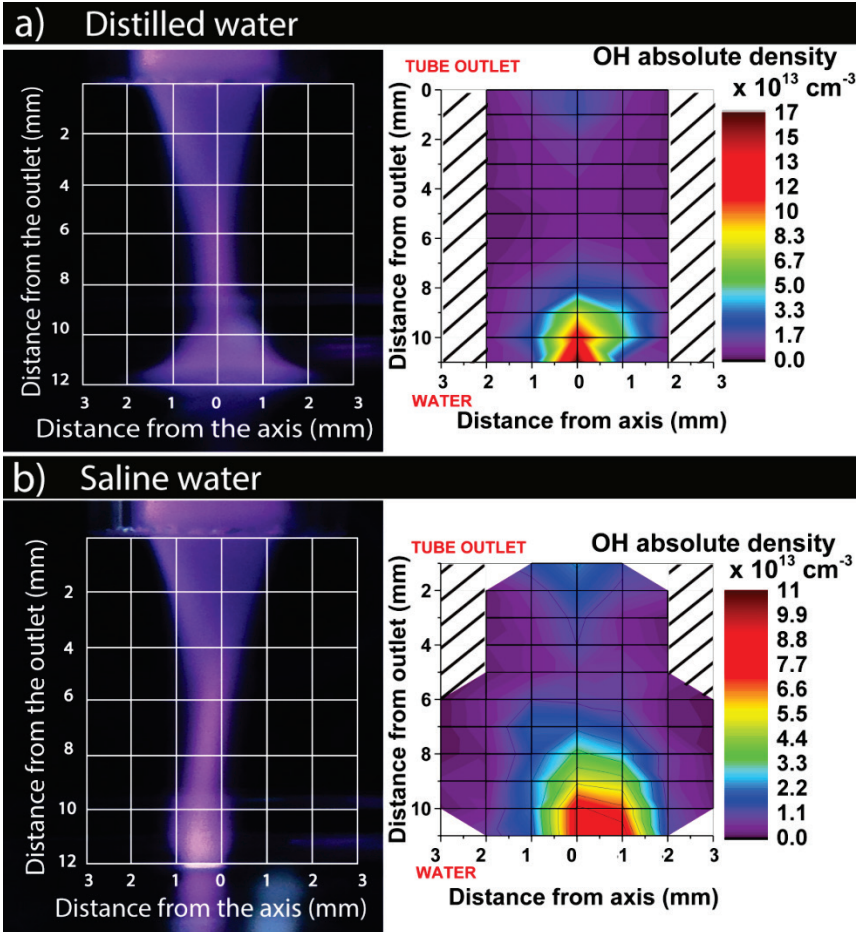 a) Distilled water
TUBE OUTLET
OH absolute density
x 10¹³ cm⁻³
Distance from the outlet (mm)
2
4
6
8
10
12
3 2 1 0 1 2 3
Distance from the axis (mm)
Distance from outlet (mm)
0
2
4
6
8
10
3 2 1 0 1 2 3
WATER
Distance from axis (mm)
17
15
13
12
10
8.3
6.7
5.0
3.3
1.7
0.0
b) Saline water
TUBE OUTLET
OH absolute density
x 10¹³ cm⁻³
Distance from the outlet (mm)
2
4
6
8
10
12
3 2 1 0 1 2 3
Distance from the axis (mm)
Distance from outlet (mm)
2
4
6
8
10
3 2 1 0 1 2 3
WATER
Distance from axis (mm)
11
9.9
8.8
7.7
6.6
5.5
4.4
3.3
2.2
1.1
0.0